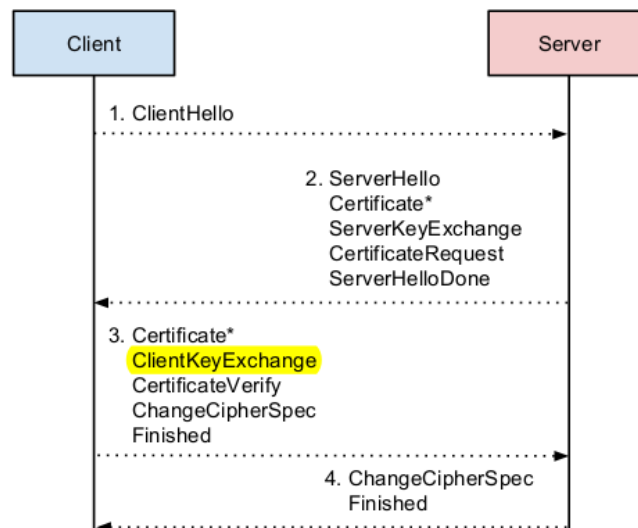 Client
Server
1. ClientHello
2. ServerHello
Certificate*
ServerKeyExchange
CertificateRequest
ServerHelloDone
3. Certificate*
ClientKeyExchange
CertificateVerify
ChangeCipherSpec
Finished
4. ChangeCipherSpec
Finished